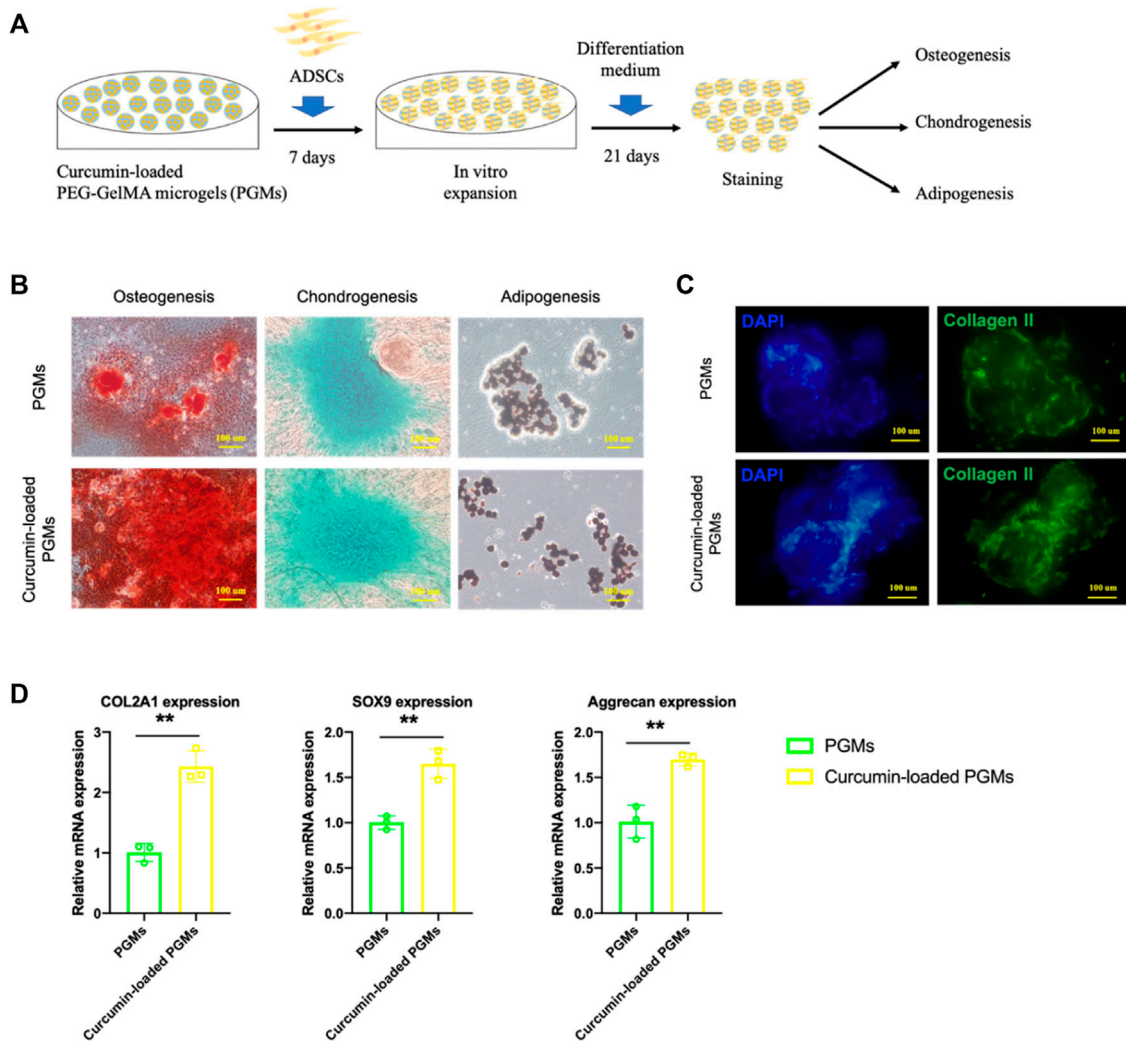 A
ADSCs
Differentiation
medium
Osteogenesis
Chondrogenesis
Adipogenesis
7 days
21 days
Curcumin-loaded
PEG-GelMA microgels (PGMs)
In vitro
expansion
Staining
B
Osteogenesis
Chondrogenesis
Adipogenesis
PGMs
100 um
100 um
100 um
Curcumin-loaded
PGMs
100 um
100 um
100 um
C
PGMs
DAPI
Collagen II
100 um
100 um
Curcumin-loaded
PGMs
DAPI
Collagen II
100 um
100 um
D
COL2A1 expression
**
Relative mRNA expression
3
2
1
0
PGMs
Curcumin-loaded PGMs
SOX9 expression
**
Relative mRNA expression
2.0
1.5
1.0
0.5
0.0
PGMs
Curcumin-loaded PGMs
Aggrecan expression
**
Relative mRNA expression
2.0
1.5
1.0
0.5
0.0
PGMs
Curcumin-loaded PGMs
PGMs
Curcumin-loaded PGMs